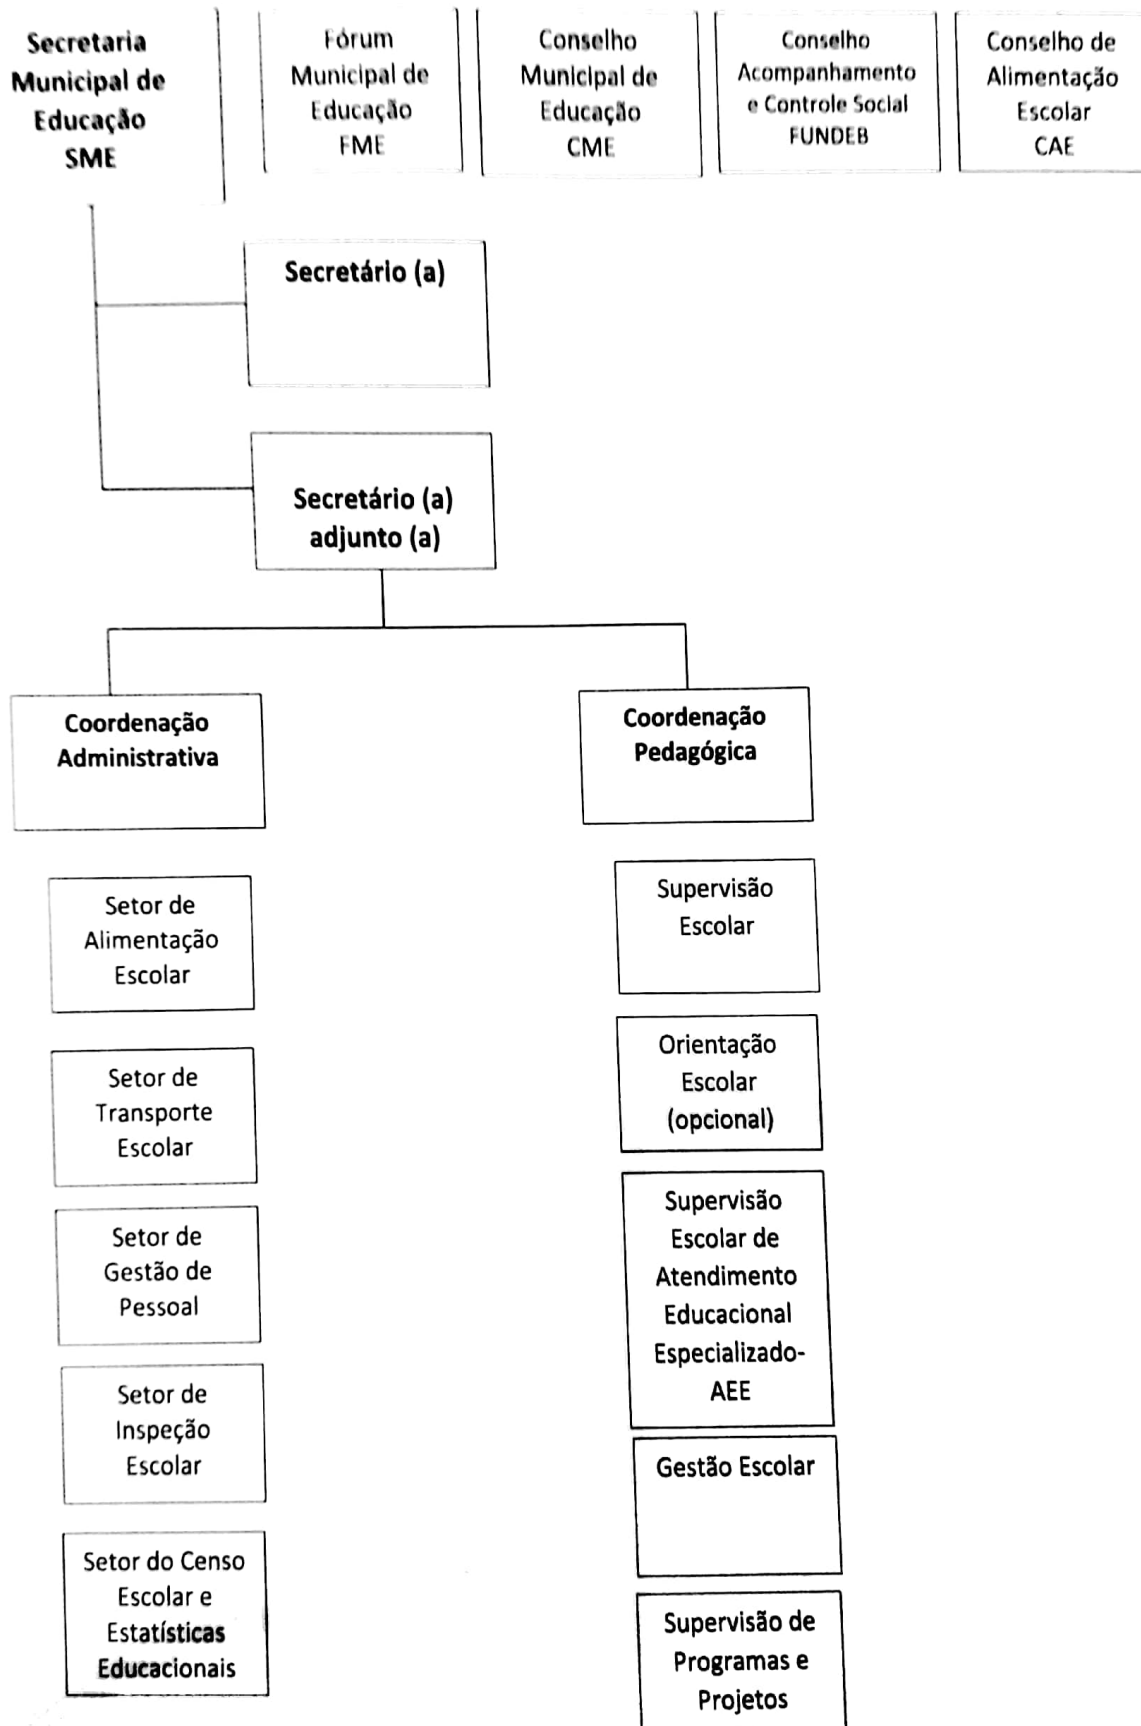 Secretaria
Municipal de
Educação
SME
Fórum
Municipal de
Educação
FME
Conselho
Municipal de
Educação
CME
Conselho
Acompanhamento
e Controle Social
FUNDEB
Conselho de
Alimentação
Escolar
CAE
Secretário (a)
Secretário (a)
adjunto (a)
Coordenação
Administrativa
Coordenação
Pedagógica
Setor de
Alimentação
Escolar
Setor de
Transporte
Escolar
Setor de
Gestão de
Pessoal
Setor de
Inspeção
Escolar
Setor do Censo
Escolar e
Estatísticas
Educacionais
Supervisão
Escolar
Orientação
Escolar
(opcional)
Supervisão
Escolar de
Atendimento
Educacional
Especializado-
AEE
Gestão Escolar
Supervisão de
Programas e
Projetos